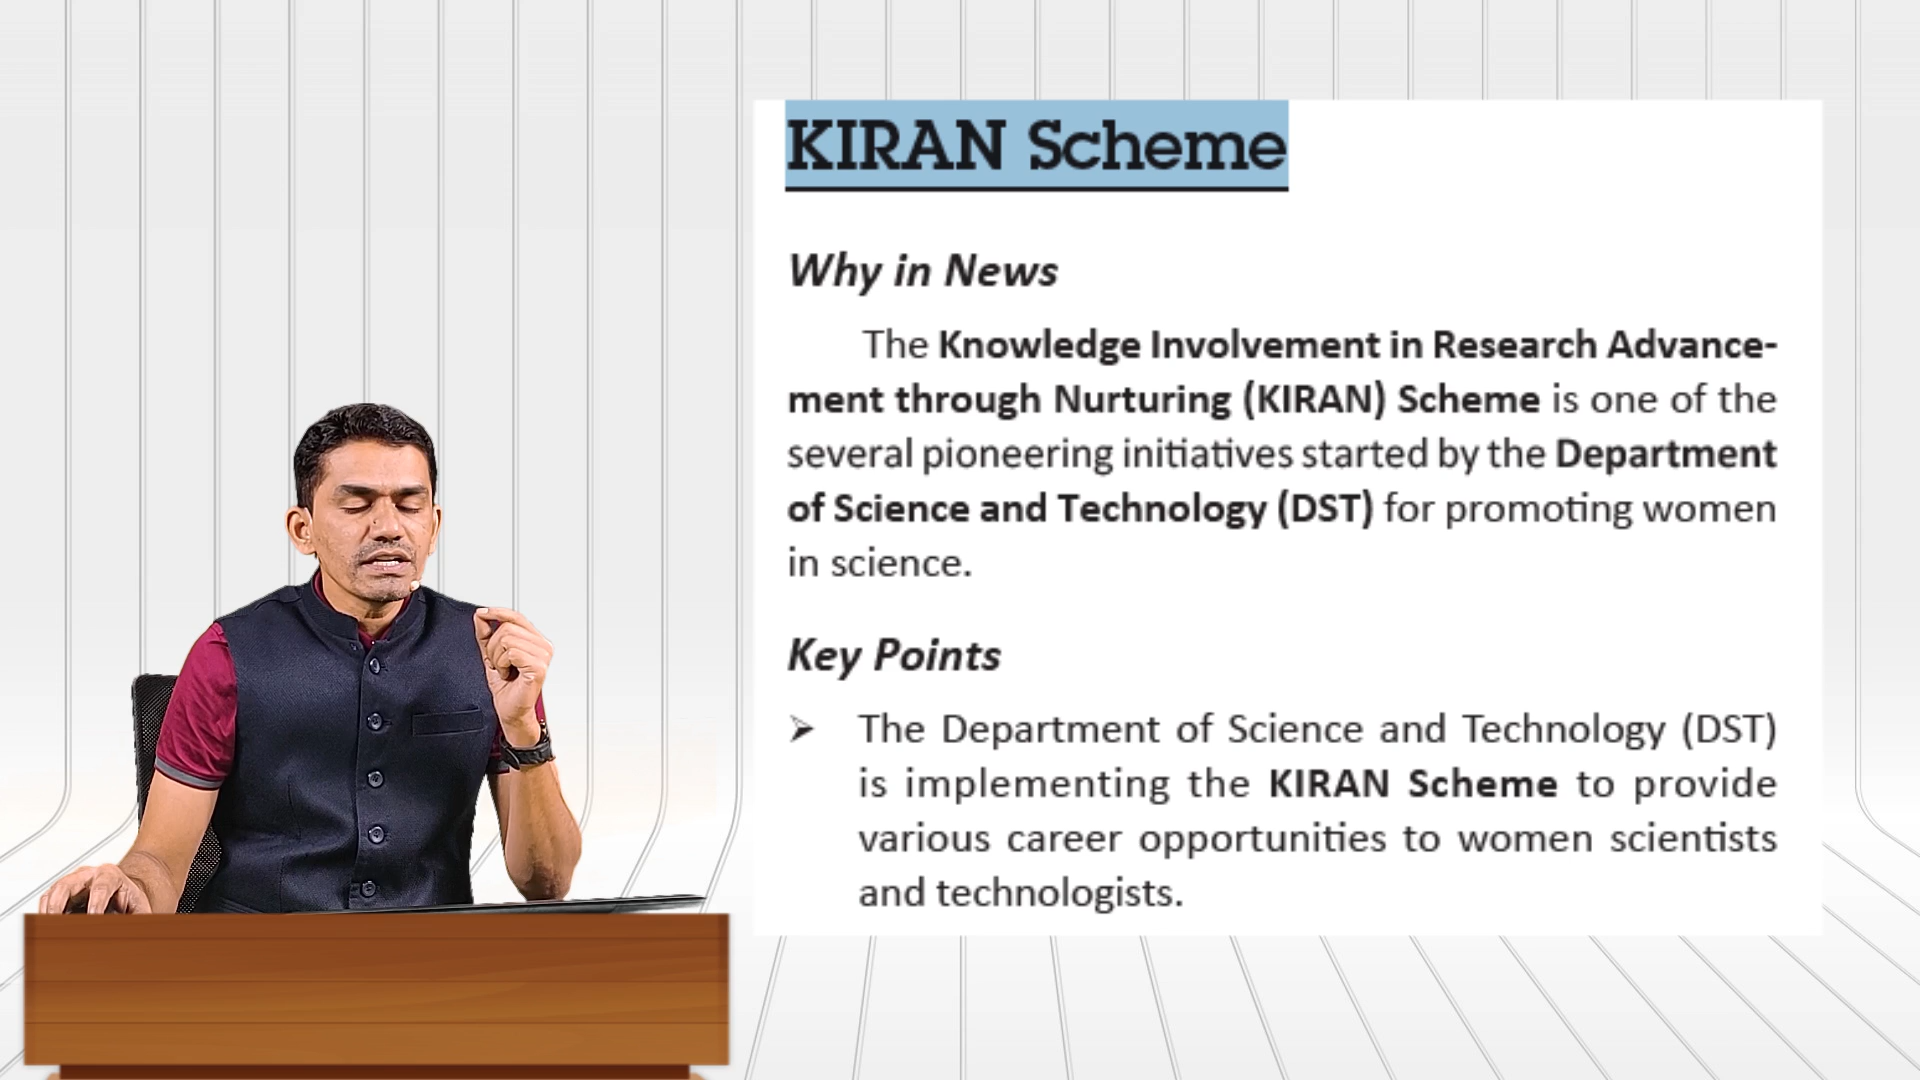 KIRAN Scheme
Why in News
The Knowledge Involvement in Research Advance-
ment through Nurturing (KIRAN) Scheme is one of the
several pioneering initiatives started by the Department
of Science and Technology (DST) for promoting women
in science.
Key Points
➢ The Department of Science and Technology (DST)
is implementing the KIRAN Scheme to provide
various career opportunities to women scientists
and technologists.